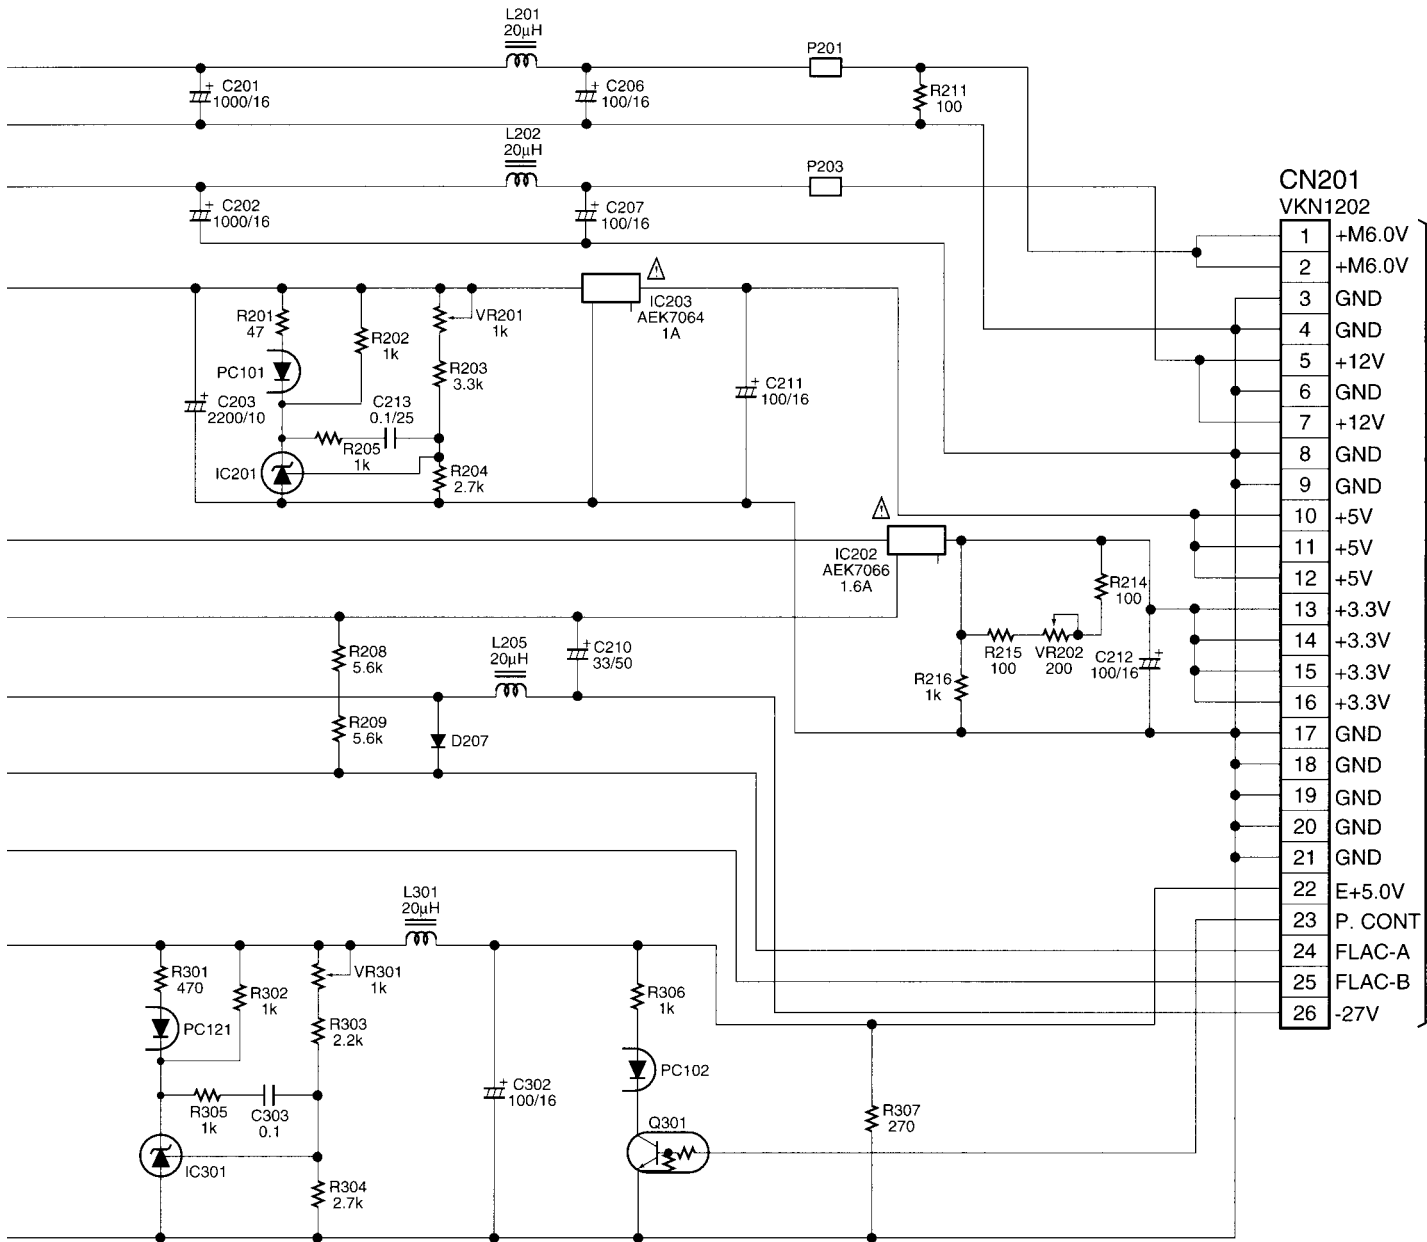 L201
20μH
P201
C201
1000/16
C206
100/16
R211
100
L202
20μH
P203
C202
1000/16
C207
100/16
CN201
VKN1202
1 +M6.0V
2 +M6.0V
3 GND
4 GND
5 +12V
6 GND
7 +12V
8 GND
9 GND
10 +5V
11 +5V
12 +5V
13 +3.3V
14 +3.3V
15 +3.3V
16 +3.3V
17 GND
18 GND
19 GND
20 GND
21 GND
22 E+5.0V
23 P. CONT
24 FLAC-A
25 FLAC-B
26 -27V
R201
47
R202
1k
VR201
1k
IC203
AEK7064
1A
PC101
R203
3.3k
C203
2200/10
C213
0.1/25
C211
100/16
R205
1k
IC201
R204
2.7k
IC202
AEK7066
1.6A
R214
100
R208
5.6k
L205
20μH
C210
33/50
R215
100
VR202
200
C212
100/16
R216
1k
R209
5.6k
D207
L301
20μH
R301
470
R302
1k
VR301
1k
R306
1k
PC121
R303
2.2k
PC102
C302
100/16
R305
1k
C303
0.1
Q301
R307
270
IC301
R304
2.7k